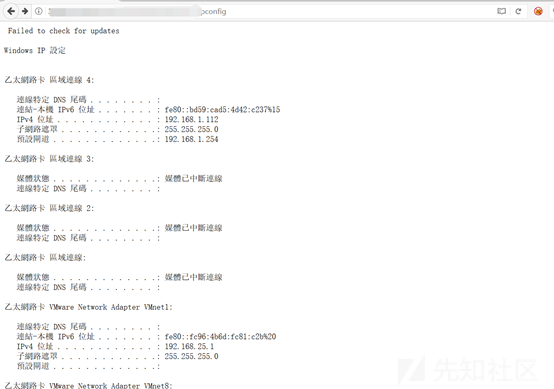 pconfig
Failed to check for updates
Windows IP 設定
乙太網路卡 區域連線 4:
連線特定 DNS 尾碼 . . . . . . . . :
連結-本機 IPv6 位址 . . . . . . . : fe80::bd59:cad5:4d42:c237%15
IPv4 位址 . . . . . . . . . . . . : 192.168.1.112
子網路遮罩 . . . . . . . . . . . .: 255.255.255.0
預設閘道 . . . . . . . . . . . . .: 192.168.1.254
乙太網路卡 區域連線 3:
媒體狀態 . . . . . . . . . . . . .: 媒體已中斷連線
連線特定 DNS 尾碼 . . . . . . . . :
乙太網路卡 區域連線 2:
媒體狀態 . . . . . . . . . . . . .: 媒體已中斷連線
連線特定 DNS 尾碼 . . . . . . . . :
乙太網路卡 區域連線:
媒體狀態 . . . . . . . . . . . . .: 媒體已中斷連線
連線特定 DNS 尾碼 . . . . . . . . :
乙太網路卡 VMware Network Adapter VMnet1:
連線特定 DNS 尾碼 . . . . . . . . :
連結-本機 IPv6 位址 . . . . . . . : fe80::fc96:4b6d:fc81:c2b%20
IPv4 位址 . . . . . . . . . . . . : 192.168.25.1
子網路遮罩 . . . . . . . . . . . .: 255.255.255.0
預設閘道 . . . . . . . . . . . . .:
乙太網路卡 VMware Network Adapter VMnet8:
先知社区